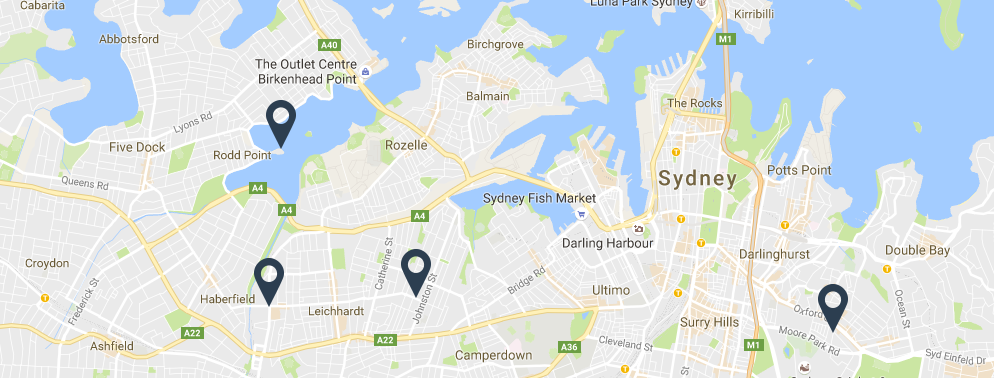 Cabarita
Abbotsford
A40
The Outlet Centre
Birkenhead Point
Birchgrove
Luna Park Sydney
Kirribilli
M1
Balmain
The Rocks
Lyons Rd
Five Dock
Rodd Point
Rozelle
Queens Rd
A4
A4
A4
Sydney Fish Market
Sydney
Potts Point
Darling Harbour
Croydon
Frederick St
Haberfield
Catherine St
Johnston St
Leichhardt
Bridge Rd
Ultimo
Darlinghurst
Double Bay
Ocean St
Oxford
Moore Park Rd
Surry Hills
Ashfield
A22
A22
Camperdown
A36
Cleveland St
St
M1
Syd Einfeld Dr